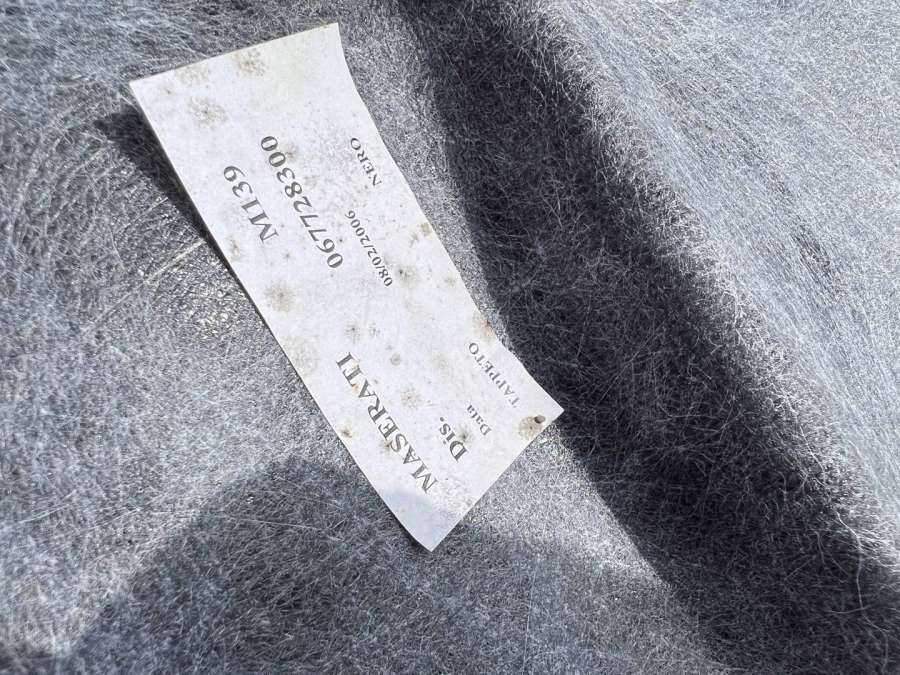 MASERATI M139
Dis. 067728300
Data 08/02/2006
TAPPETO NERO